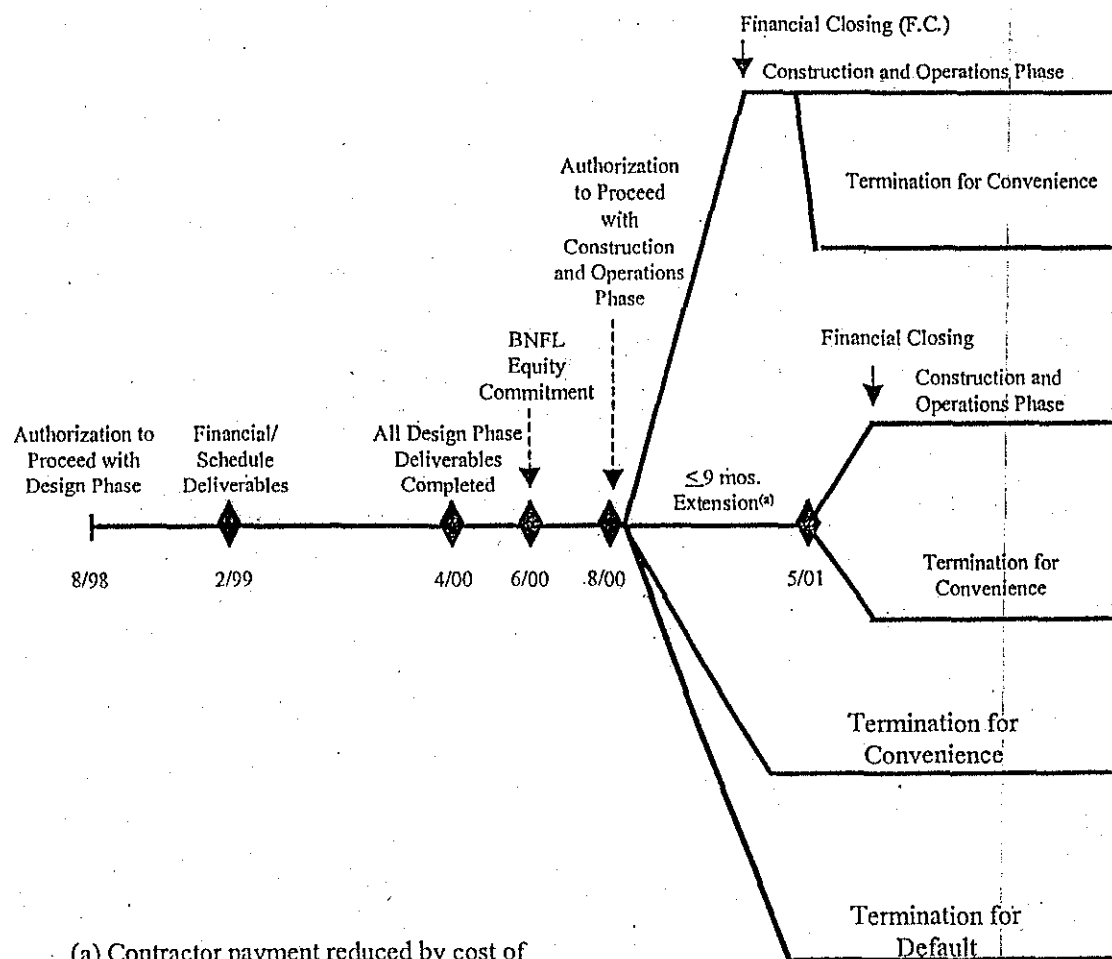 Financial Closing (F.C.)
Construction and Operations Phase
Termination for Convenience
Authorization
to Proceed
with
Construction
and Operations
Phase
BNFL
Equity
Commitment
Financial Closing
Construction and
Operations Phase
Authorization to
Proceed with
Design Phase
Financial/
Schedule
Deliverables
All Design Phase
Deliverables
Completed
≤9 mos.
Extension(a)
8/98
2/99
4/00
6/00
8/00
5/01
Termination for
Convenience
Termination for
Convenience
Termination for
Default
(a) Contractor payment reduced by cost of